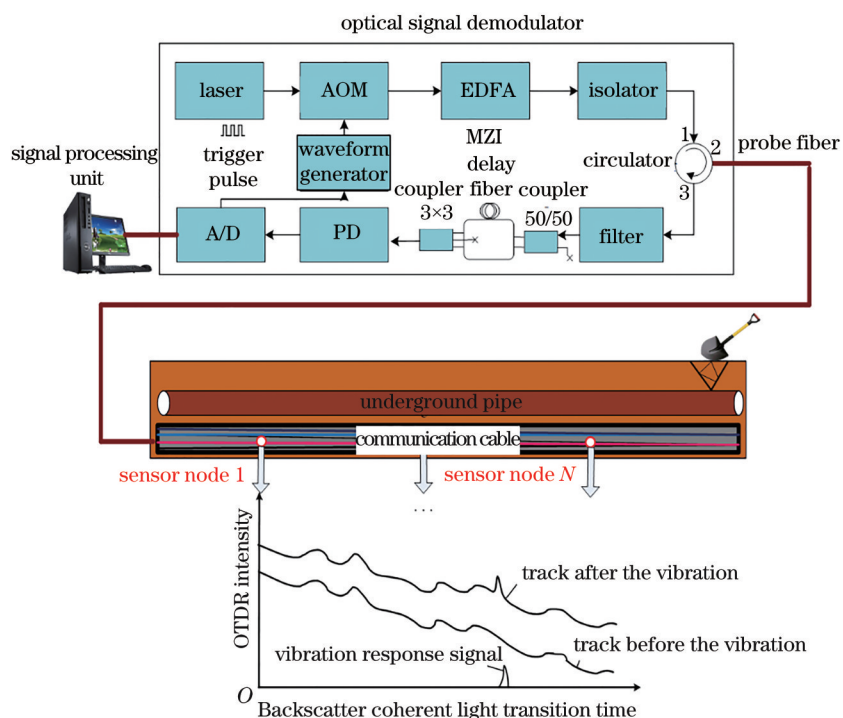 optical signal demodulator
laser
AOM
EDFA
isolator
signal processing
unit
trigger
pulse
waveform
generator
MZI
delay
fiber
coupler
3×3
coupler
50/50
circulator
1
2
3
probe fiber
A/D
PD
filter
underground pipe
communication cable
sensor node 1
sensor node N
...
OTDR intensity
track after the vibration
track before the vibration
vibration response signal
O
Backscatter coherent light transition time